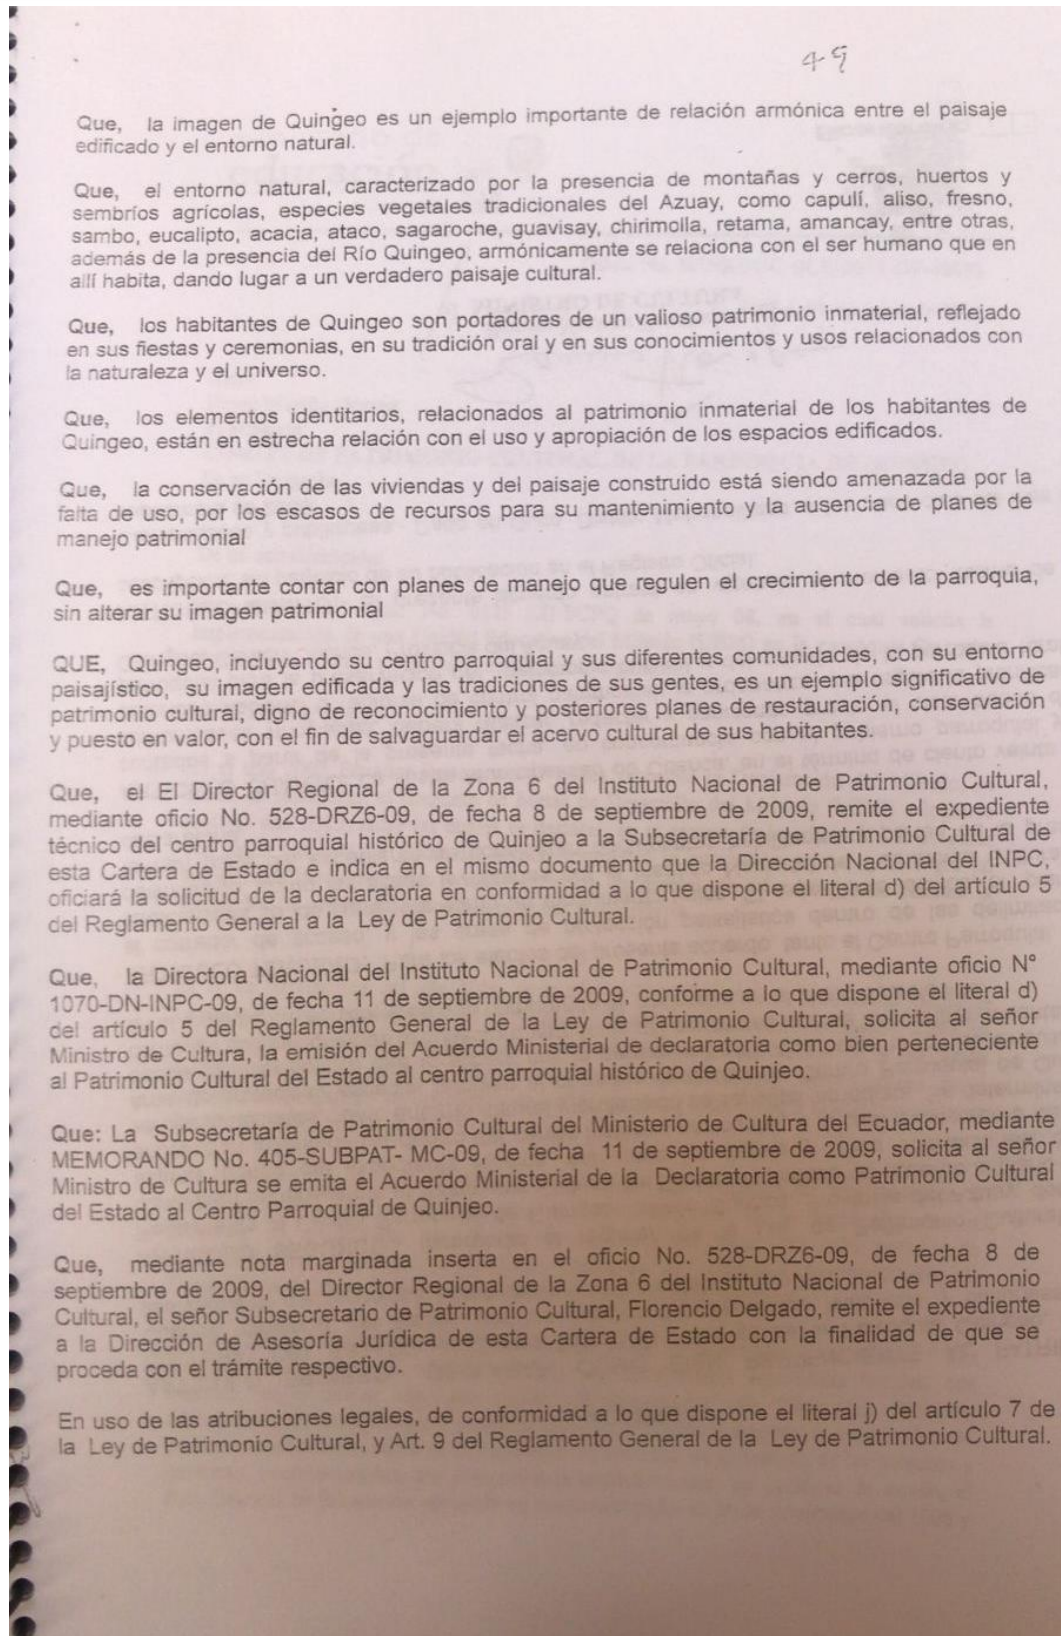 49
Que, la imagen de Quingeo es un ejemplo importante de relación armónica entre el paisaje
edificado y el entorno natural.
Que, el entorno natural, caracterizado por la presencia de montañas y cerros, huertos y
sembríos agrícolas, especies vegetales tradicionales del Azuay, como capulí, aliso, fresno,
sambo, eucalipto, acacia, ataco, sagaroche, guavisay, chirimolla, retama, amancay, entre otras,
además de la presencia del Río Quingeo, armónicamente se relaciona con el ser humano que en
allí habita, dando lugar a un verdadero paisaje cultural.
Que, los habitantes de Quingeo son portadores de un valioso patrimonio inmaterial, reflejado
en sus fiestas y ceremonias, en su tradición oral y en sus conocimientos y usos relacionados con
la naturaleza y el universo.
Que, los elementos identitarios, relacionados al patrimonio inmaterial de los habitantes de
Quingeo, están en estrecha relación con el uso y apropiación de los espacios edificados.
Que, la conservación de las viviendas y del paisaje construido está siendo amenazada por la
falta de uso, por los escasos de recursos para su mantenimiento y la ausencia de planes de
manejo patrimonial
Que, es importante contar con planes de manejo que regulen el crecimiento de la parroquia,
sin alterar su imagen patrimonial
QUE, Quingeo, incluyendo su centro parroquial y sus diferentes comunidades, con su entorno
paisajístico, su imagen edificada y las tradiciones de sus gentes, es un ejemplo significativo de
patrimonio cultural, digno de reconocimiento y posteriores planes de restauración, conservación
y puesto en valor, con el fin de salvaguardar el acervo cultural de sus habitantes.
Que, el El Director Regional de la Zona 6 del Instituto Nacional de Patrimonio Cultural,
mediante oficio No. 528-DRZ6-09, de fecha 8 de septiembre de 2009, remite el expediente
técnico del centro parroquial histórico de Quinjeo a la Subsecretaría de Patrimonio Cultural de
esta Cartera de Estado e indica en el mismo documento que la Dirección Nacional del INPC,
oficiará la solicitud de la declaratoria en conformidad a lo que dispone el literal d) del artículo 5
del Reglamento General a la Ley de Patrimonio Cultural.
Que, la Directora Nacional del Instituto Nacional de Patrimonio Cultural, mediante oficio N°
1070-DN-INPC-09, de fecha 11 de septiembre de 2009, conforme a lo que dispone el literal d)
del artículo 5 del Reglamento General de la Ley de Patrimonio Cultural, solicita al señor
Ministro de Cultura, la emisión del Acuerdo Ministerial de declaratoria como bien perteneciente
al Patrimonio Cultural del Estado al centro parroquial histórico de Quinjeo.
Que: La Subsecretaría de Patrimonio Cultural del Ministerio de Cultura del Ecuador, mediante
MEMORANDO No. 405-SUBPAT- MC-09, de fecha 11 de septiembre de 2009, solicita al señor
Ministro de Cultura se emita el Acuerdo Ministerial de la Declaratoria como Patrimonio Cultural
del Estado al Centro Parroquial de Quinjeo.
Que, mediante nota marginada inserta en el oficio No. 528-DRZ6-09, de fecha 8 de
septiembre de 2009, del Director Regional de la Zona 6 del Instituto Nacional de Patrimonio
Cultural, el señor Subsecretario de Patrimonio Cultural, Florencio Delgado, remite el expediente
a la Dirección de Asesoría Jurídica de esta Cartera de Estado con la finalidad de que se
proceda con el trámite respectivo.
En uso de las atribuciones legales, de conformidad a lo que dispone el literal j) del artículo 7 de
la Ley de Patrimonio Cultural, y Art. 9 del Reglamento General de la Ley de Patrimonio Cultural.